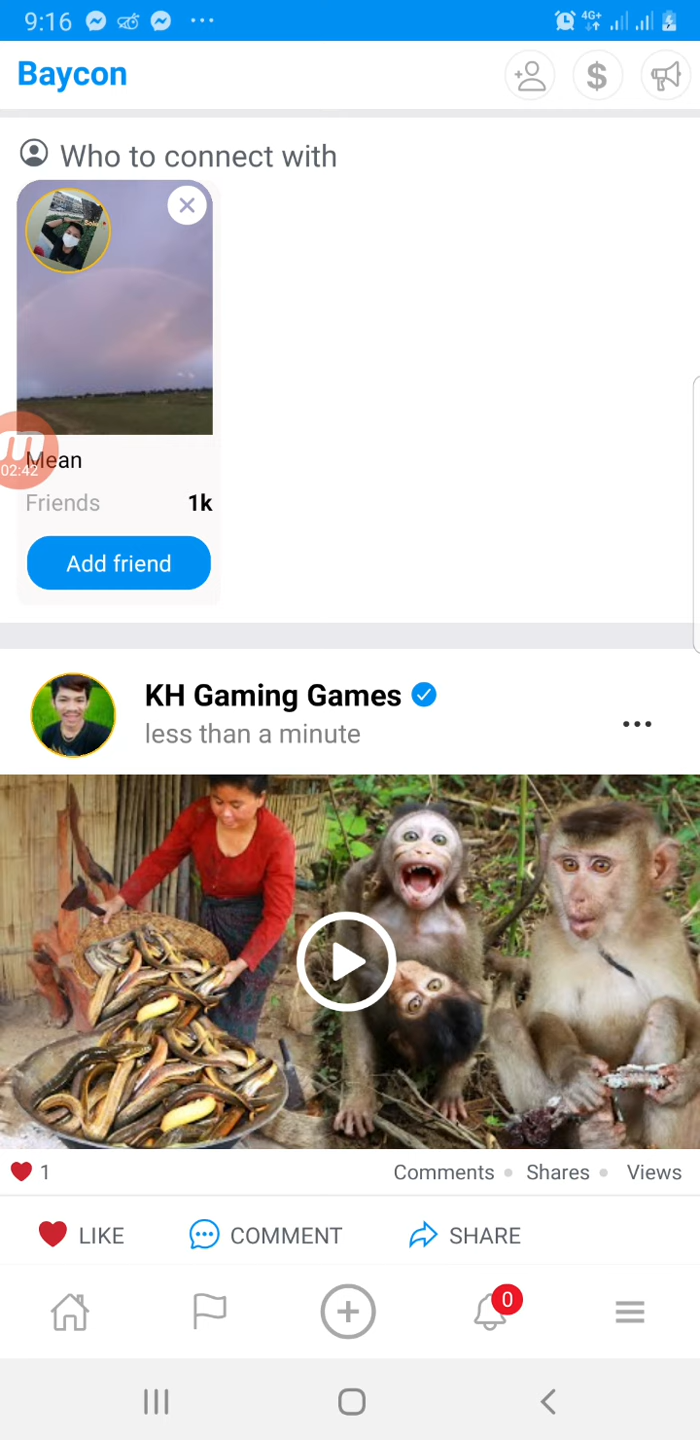 9:16
4G+
Baycon
$
Who to connect with
02:42
Mean
Friends 1k
Add friend
KH Gaming Games
less than a minute
1 Comments Shares Views
LIKE COMMENT SHARE
0